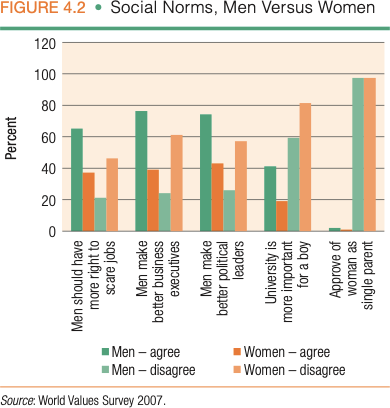 FIGURE 4.2 • Social Norms, Men Versus Women
120
100
80
60
40
20
0
Percent
Men should have
more right to
scare jobs
Men make
better business
executives
Men make
better political
leaders
University is
more important
for a boy
Approve of
woman as
single parent
Men – agree
Women – agree
Men – disagree
Women – disagree
Source: World Values Survey 2007.